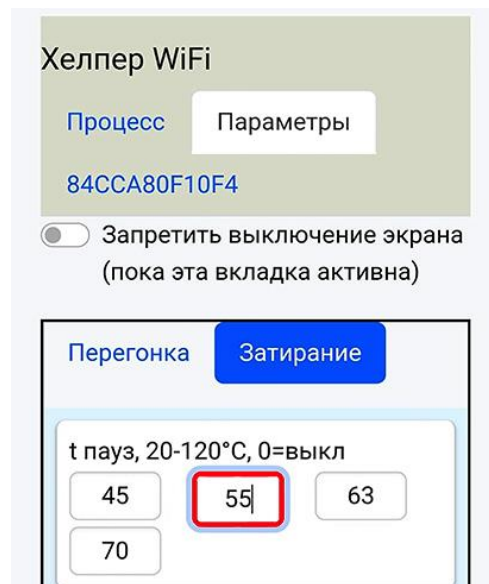 Хелпер WiFi
Процесс Параметры
84CCA80F10F4
Запретить выключение экрана
(пока эта вкладка активна)
Перегонка Затирание
t пауз, 20-120°C, 0=выкл
45 55 63
70